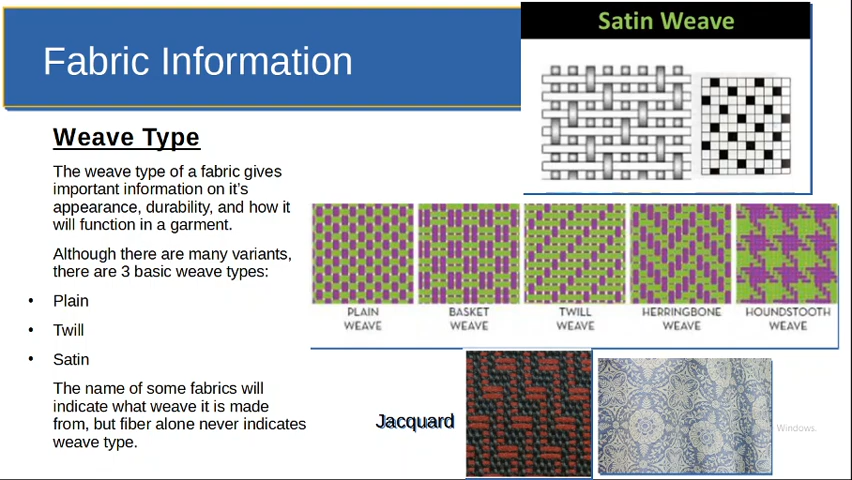 Fabric Information
Satin Weave
Weave Type
The weave type of a fabric gives
important information on it's
appearance, durability, and how it
will function in a garment.
Although there are many variants,
there are 3 basic weave types:
• Plain
• Twill
• Satin
The name of some fabrics will
indicate what weave it is made
from, but fiber alone never indicates
weave type.
PLAIN
WEAVE
BASKET
WEAVE
TWILL
WEAVE
HERRINGBONE
WEAVE
HOUNDSTOOTH
WEAVE
Jacquard
Windows.